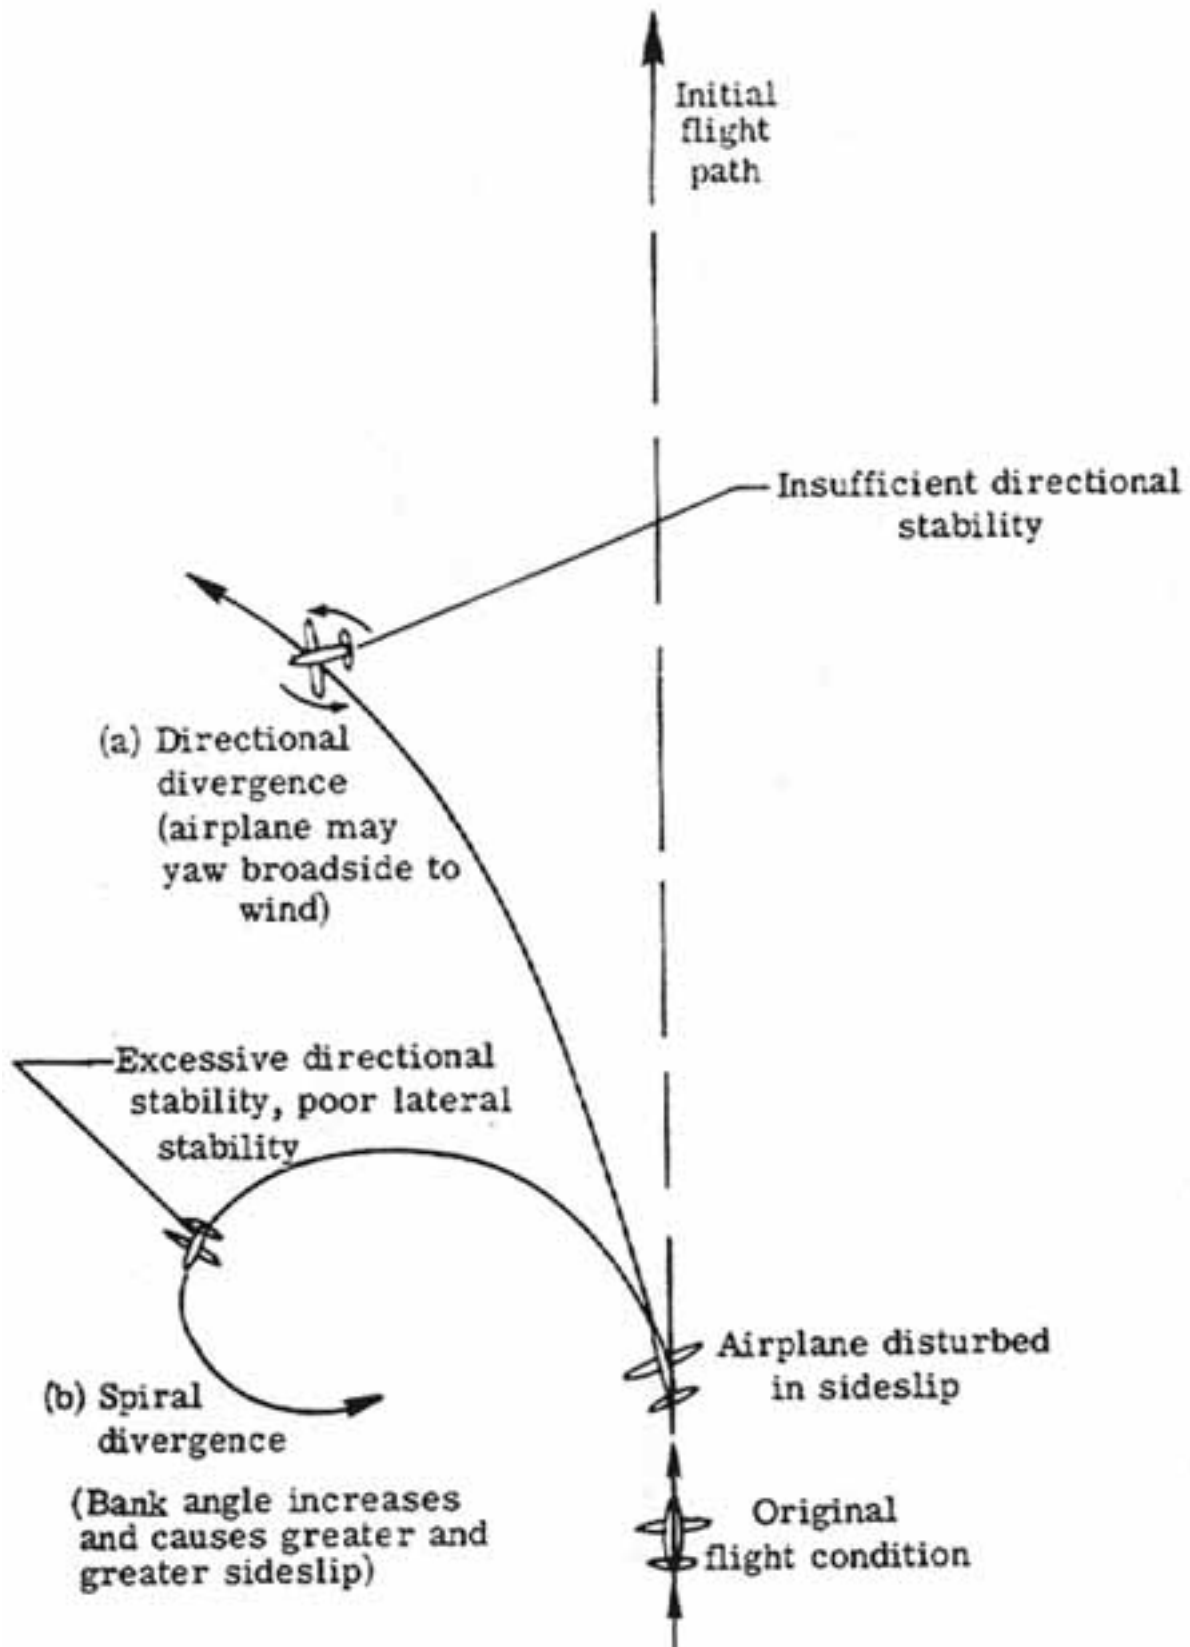 Initial
flight
path
Insufficient directional
stability
(a) Directional
divergence
(airplane may
yaw broadside to
wind)
Excessive directional
stability, poor lateral
stability
Airplane disturbed
in sideslip
(b) Spiral
divergence
(Bank angle increases
and causes greater and
greater sideslip)
Original
flight condition